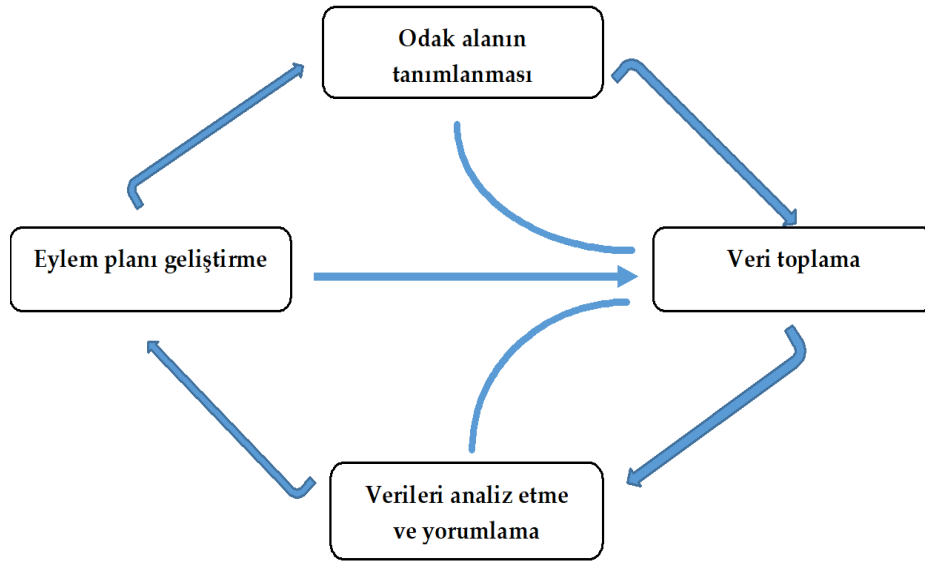 Odak alanın
tanımlanması
Eylem planı geliştirme
Veri toplama
Verileri analiz etme
ve yorumlama